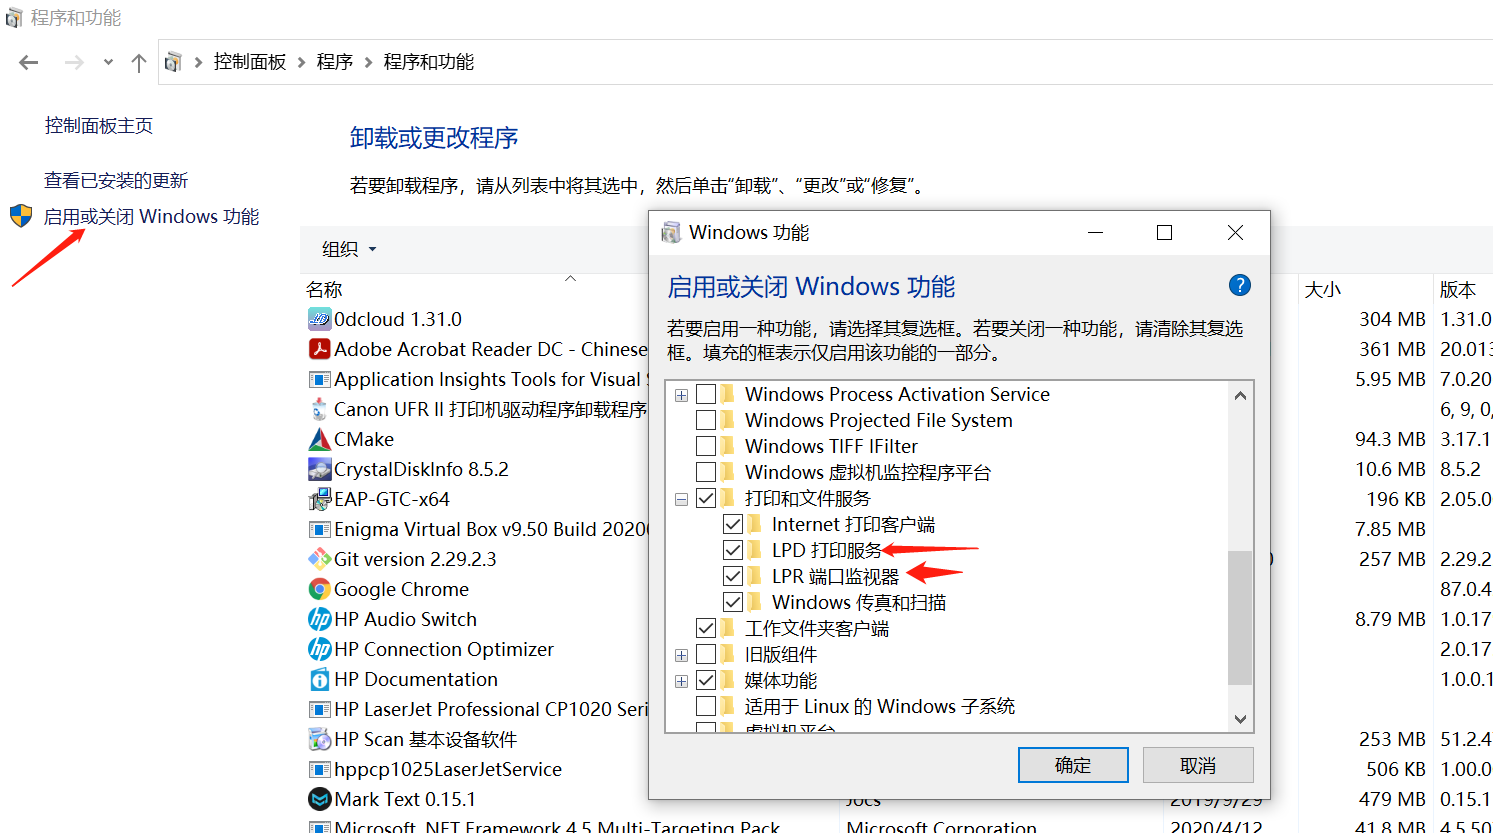 程序和功能
控制面板 程序 程序和功能
控制面板主页
查看已安装的更新
启用或关闭 Windows 功能
卸载或更改程序
若要卸载程序，请从列表中将其选中，然后单击“卸载”、“更改”或“修复”。
组织
名称 大小 版本
0dcloud 1.31.0 304 MB 1.31.0
Adobe Acrobat Reader DC - Chinese 361 MB 20.013
Application Insights Tools for Visual 5.95 MB 7.0.20
Canon UFR II 打印机驱动程序卸载程序 6, 9, 0,
CMake 94.3 MB 3.17.1
CrystalDiskInfo 8.5.2 10.6 MB 8.5.2
EAP-GTC-x64 196 KB 2.05.0
Enigma Virtual Box v9.50 Build 2020 7.85 MB
Git version 2.29.2.3 257 MB 2.29.2
Google Chrome 87.0.4
HP Audio Switch 8.79 MB 1.0.17
HP Connection Optimizer 2.0.17
HP Documentation 1.0.0.1
HP LaserJet Professional CP1020 Seri
HP Scan 基本设备软件 253 MB 51.2.4
hppcp1025LaserJetService 506 KB 1.00.0
Mark Text 0.15.1 Jocs 2019/9/29 479 MB 0.15.1
Microsoft .NET Framework 4.5 Multi-Targeting Pack Microsoft Corporation 2020/4/12 41.8 MB 4.5.50
Windows 功能
启用或关闭 Windows 功能
?
若要启用一种功能，请选择其复选框。若要关闭一种功能，请清除其复选
框。填充的框表示仅启用该功能的一部分。
Windows Process Activation Service
Windows Projected File System
Windows TIFF IFilter
Windows 虚拟机监控程序平台
打印和文件服务
Internet 打印客户端
LPD 打印服务
LPR 端口监视器
Windows 传真和扫描
工作文件夹客户端
旧版组件
媒体功能
适用于 Linux 的 Windows 子系统
虚拟机平台
确定 取消